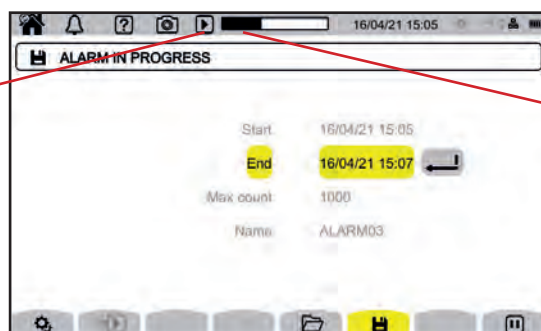 16/04/21 15:05
ALARM IN PROGRESS
Start 16/04/21 15:05
End 16/04/21 15:07
Max count 1000
Name ALARM03